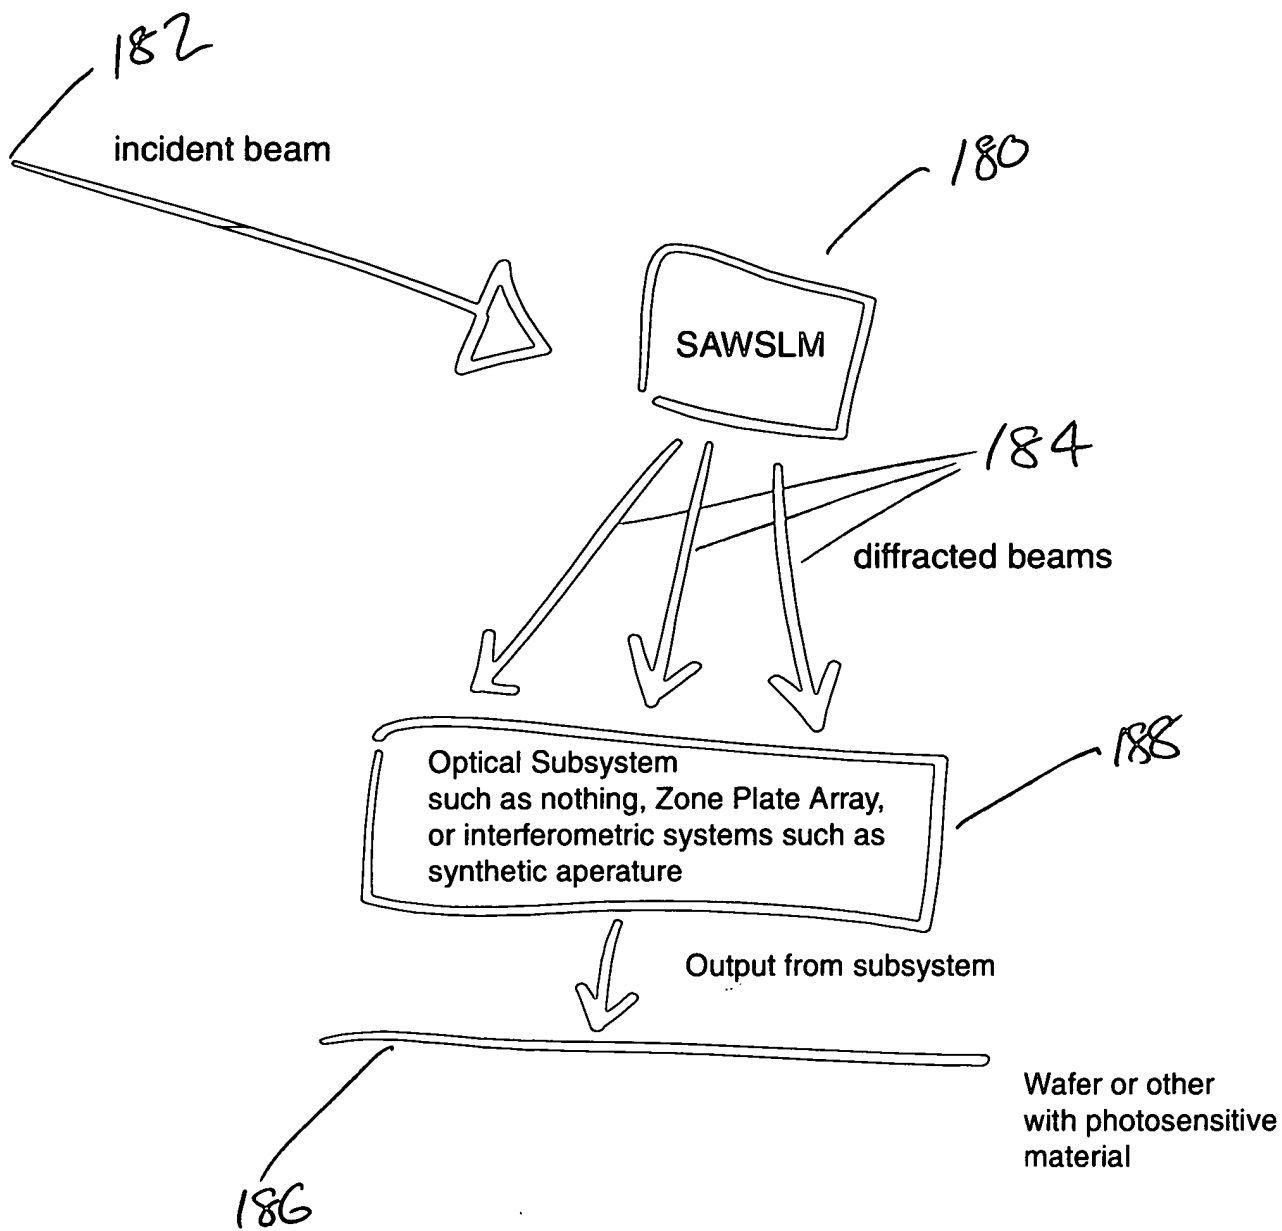 182
incident beam
180
SAWSLM
184
diffracted beams
188
Optical Subsystem
such as nothing, Zone Plate Array,
or interferometric systems such as
synthetic aperature
Output from subsystem
Wafer or other
with photosensitive
material
186